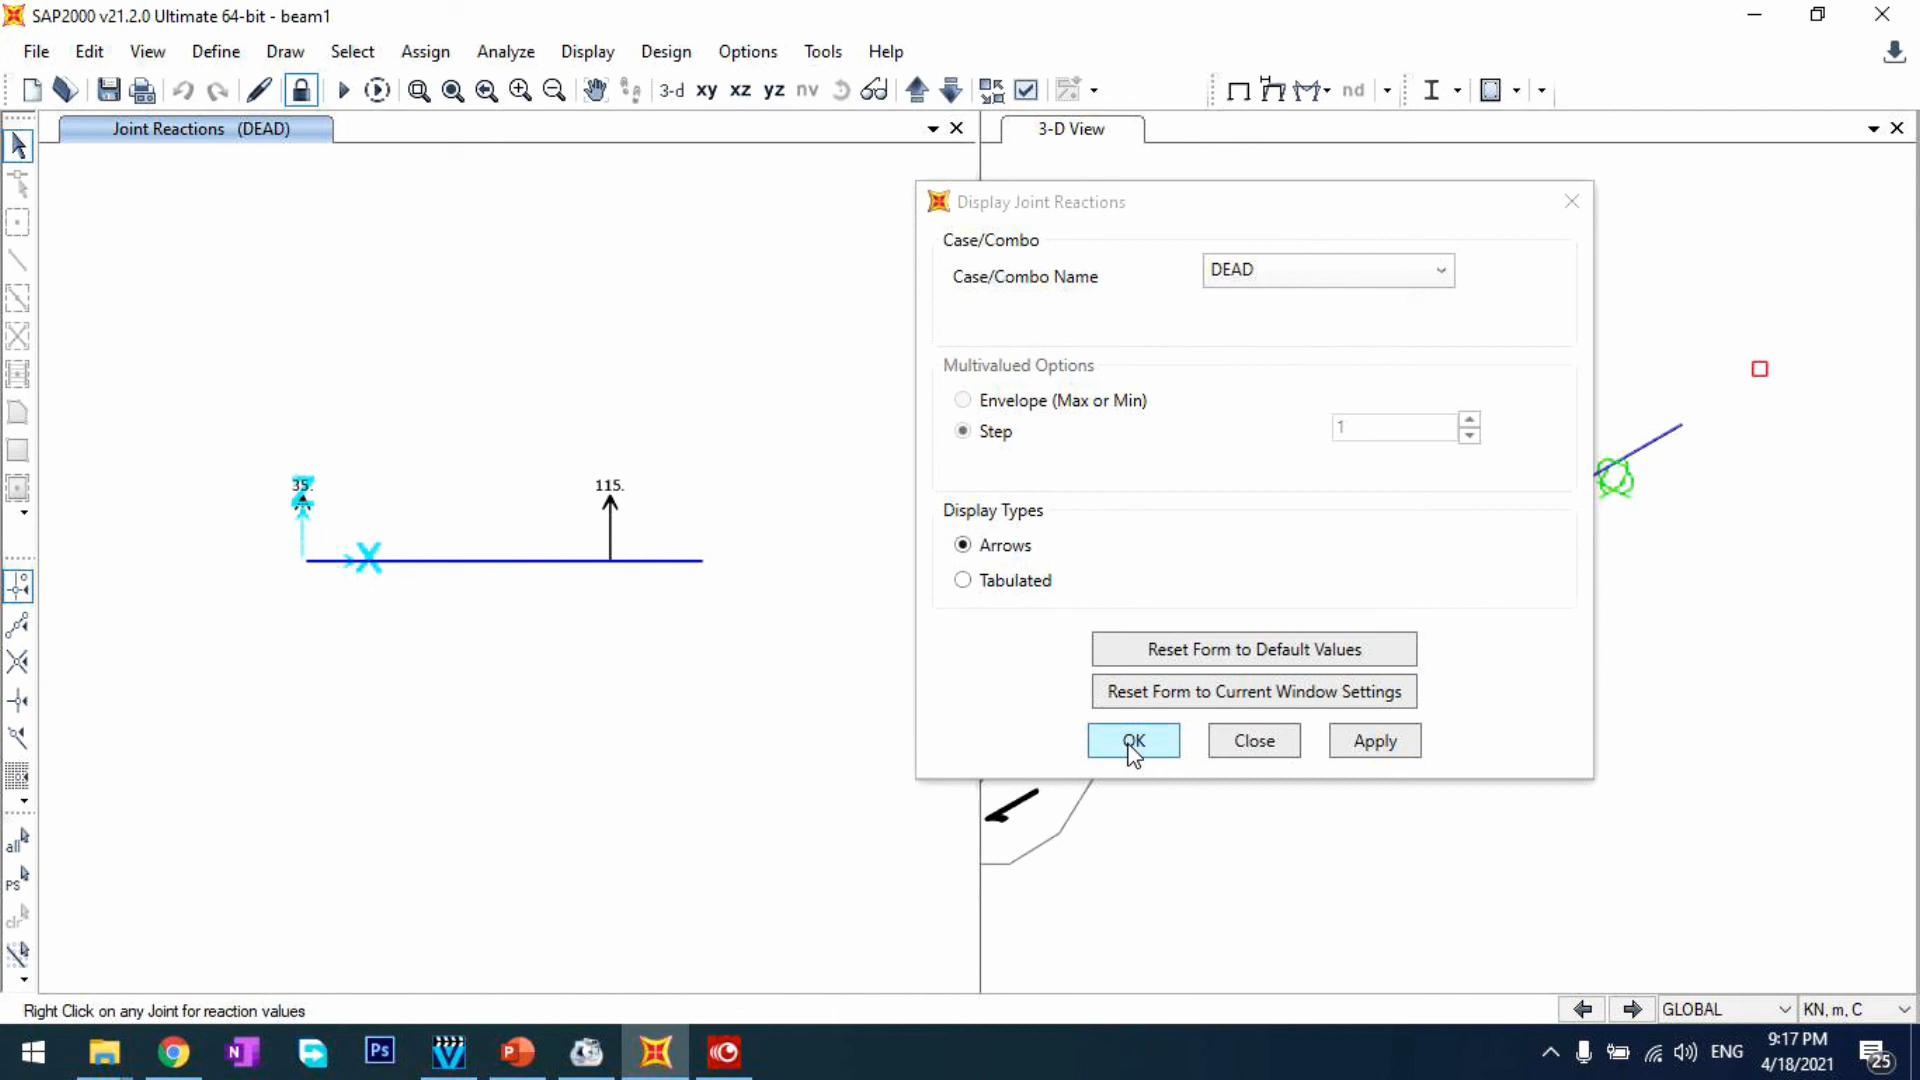 SAP2000 v21.2.0 Ultimate 64-bit - beam1
File Edit View Define Draw Select Assign Analyze Display Design Options Tools Help
3-d xy xz yz nv nd
Joint Reactions (DEAD)
3-D View
Display Joint Reactions
Case/Combo
Case/Combo Name DEAD
Multivalued Options
Envelope (Max or Min)
Step 1
Display Types
Arrows
Tabulated
Reset Form to Default Values
Reset Form to Current Window Settings
OK Close Apply
35. 115.
Z
X
all
PS
clr
Right Click on any Joint for reaction values
GLOBAL KN, m, C
N Ps V P
ENG
9:17 PM
4/18/2021
25